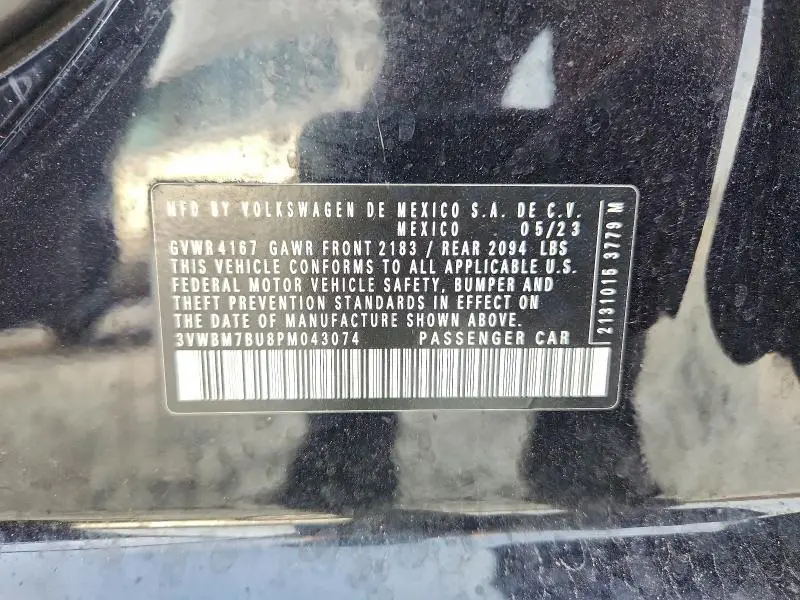 MFD BY VOLKSWAGEN DE MEXICO S.A. DE C.V.
MEXICO 05/23
GVWR 4167 GAWR FRONT 2183 / REAR 2094 LBS
THIS VEHICLE CONFORMS TO ALL APPLICABLE U.S.
FEDERAL MOTOR VEHICLE SAFETY, BUMPER AND
THEFT PREVENTION STANDARDS IN EFFECT ON
THE DATE OF MANUFACTURE SHOWN ABOVE.
3VWBM7BU8PM043074 PASSENGER CAR
2131016 3779 M